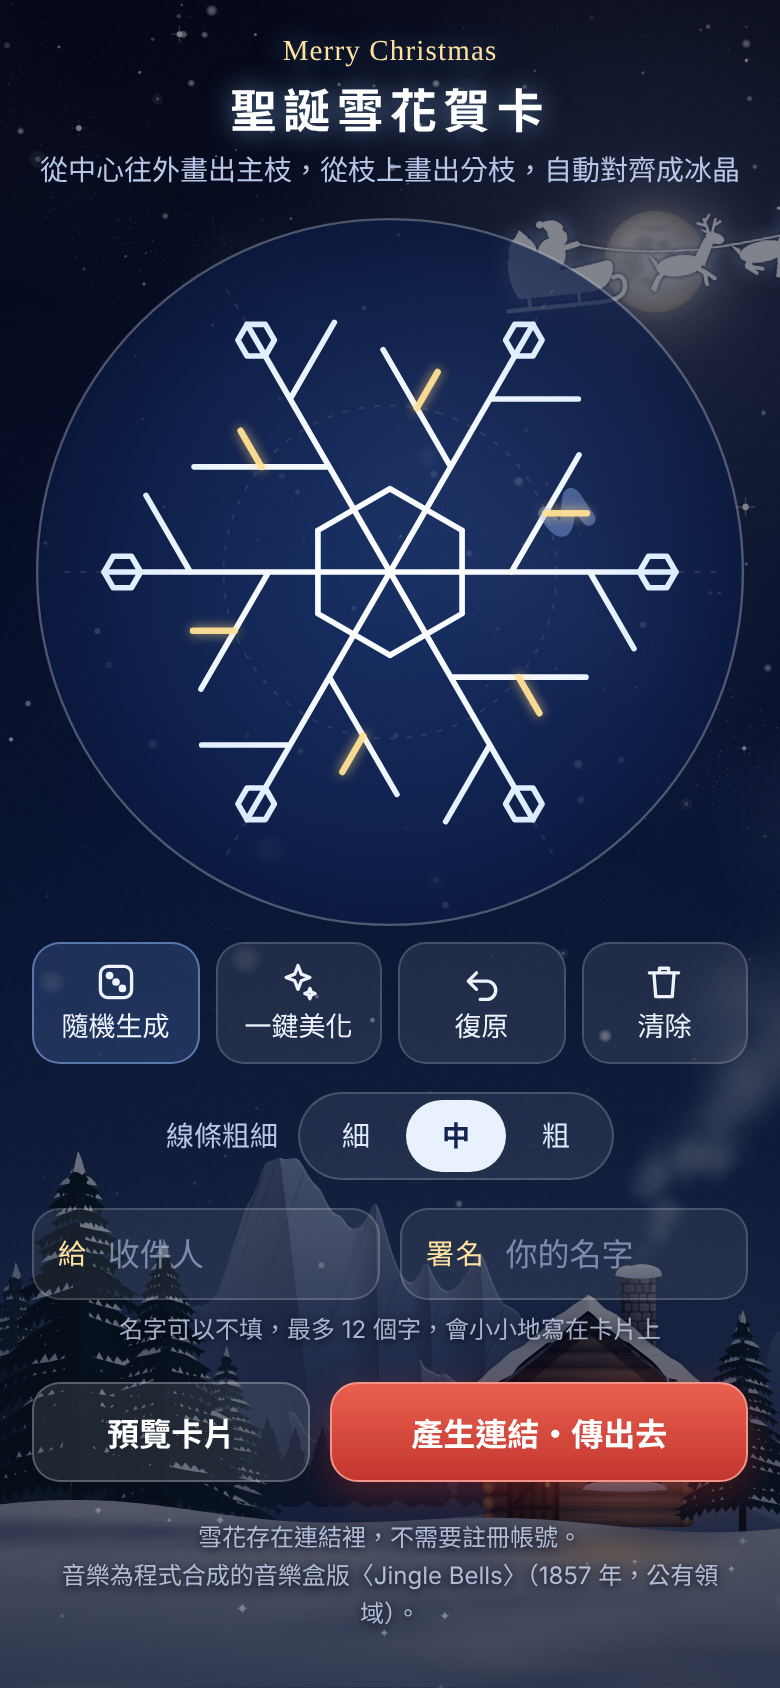 Merry Christmas
聖誕雪花賀卡
從中心往外畫出主枝，從枝上畫出分枝，自動對齊成冰晶
隨機生成
一鍵美化
復原
清除
線條粗細
細
中
粗
給 收件人
署名 你的名字
名字可以不填，最多 12 個字，會小小地寫在卡片上
預覽卡片
產生連結・傳出去
雪花存在連結裡，不需要註冊帳號。
音樂為程式合成的音樂盒版〈Jingle Bells〉（1857 年，公有領
域）。